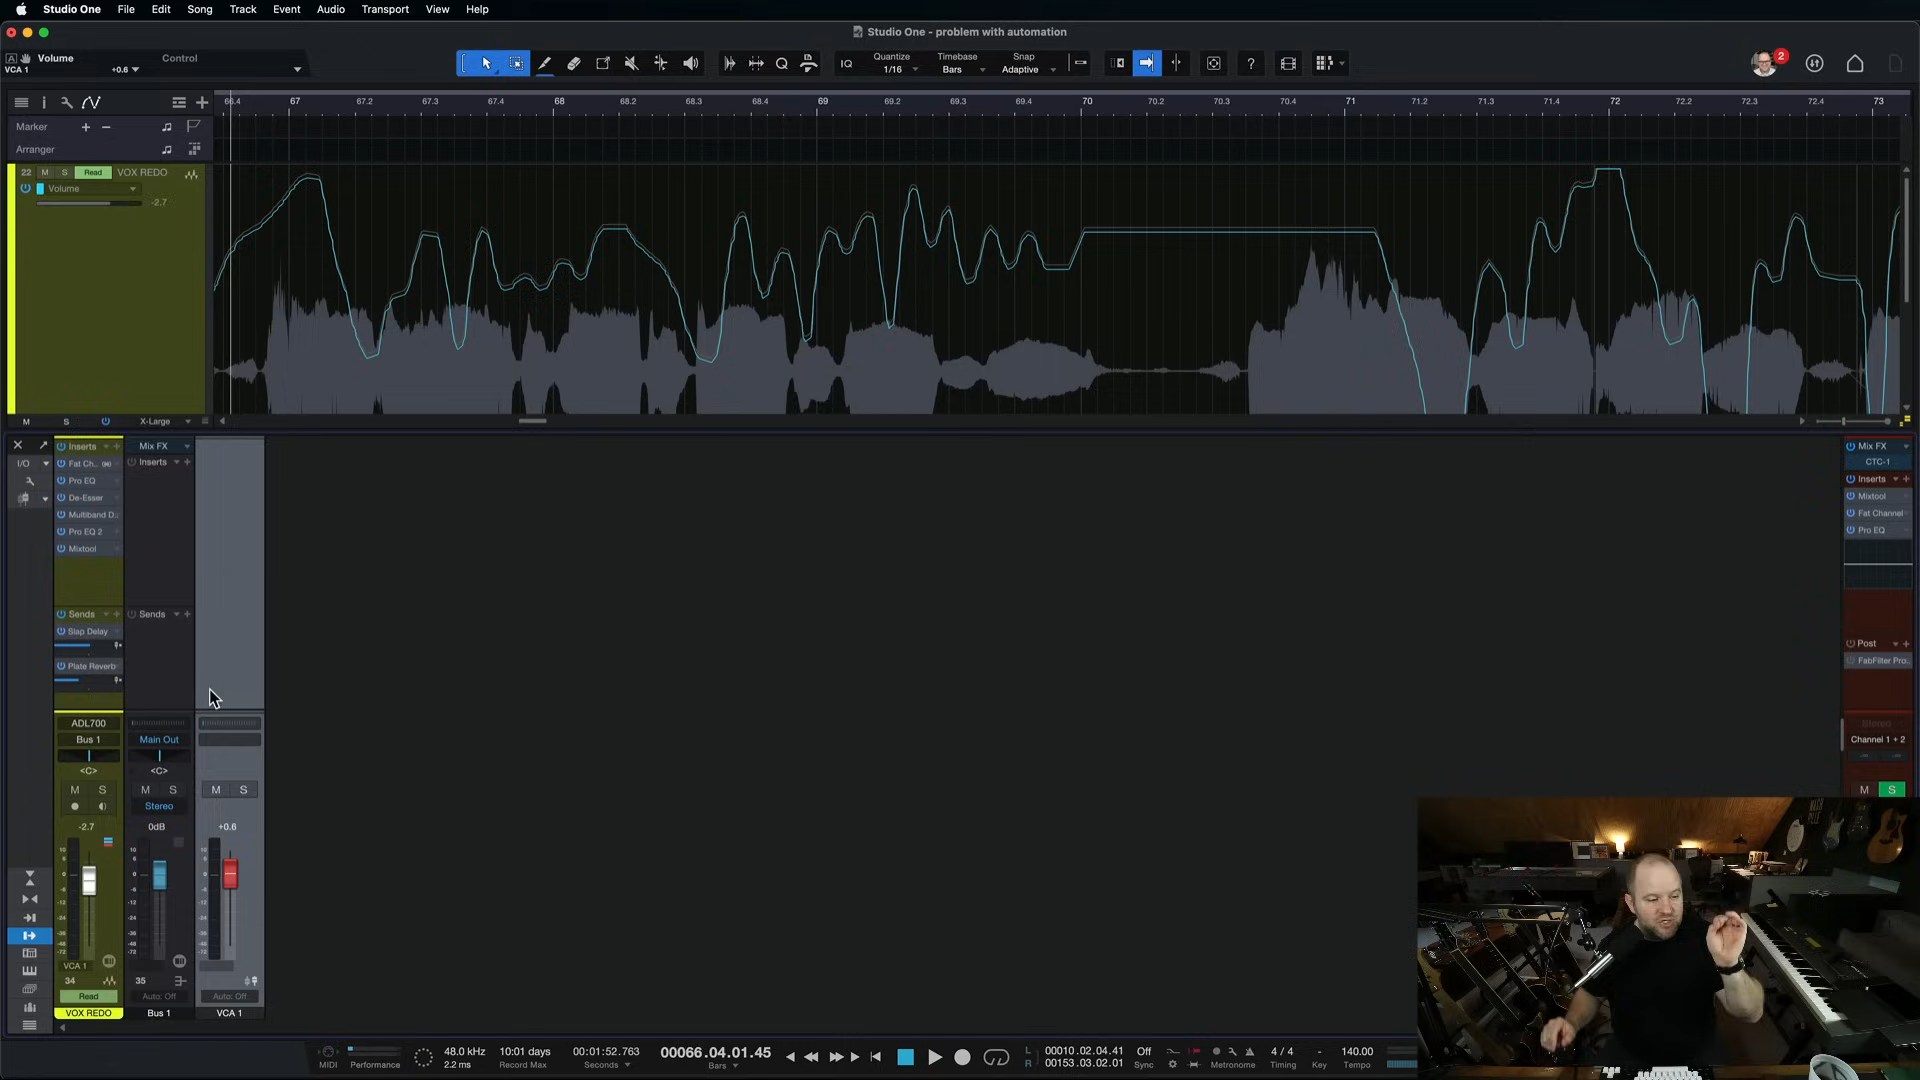 Studio One File Edit Song Track Event Audio Transport View Help
Studio One - problem with automation
Volume Control
VCA 1 +0.6
IQ Quantize 1/16 Timebase Bars Snap Adaptive ? 2
66.4 67 67.2 67.3 67.4 68 68.2 68.3 68.4 69 69.2 69.3 69.4 70 70.2 70.3 70.4 71 71.2 71.3 71.4 72 72.2 72.3 72.4 73
Marker + −
Arranger
22 M S Read VOX REDO
Volume
-2.7
M S X-Large
Inserts Mix FX
I/O Fat Ch.. Inserts
Pro EQ
De-Esser
Multiband D..
Pro EQ 2
Mixtool
Sends Sends
Slap Delay
Plate Reverb
Mix FX
CTC-1
Inserts
Mixtool
Fat Channel
Pro EQ
Post
FabFilter Pro..
Stereo
Channel 1 + 2
M S
ADL700
Bus 1 Main Out
<C> <C>
M S M S M S
Stereo
-2.7 0dB +0.6
VCA 1
34 35
Read Auto: Off Auto: Off
VOX REDO Bus 1 VCA 1
MIDI Performance
48.0 kHz
2.2 ms
10:01 days
Record Max
00:01:52.763
Seconds
00066.04.01.45
Bars
L 00010.02.04.41
R 00153.03.02.01
Off
Sync
Metronome
4 / 4
Timing
-
Key
140.00
Tempo